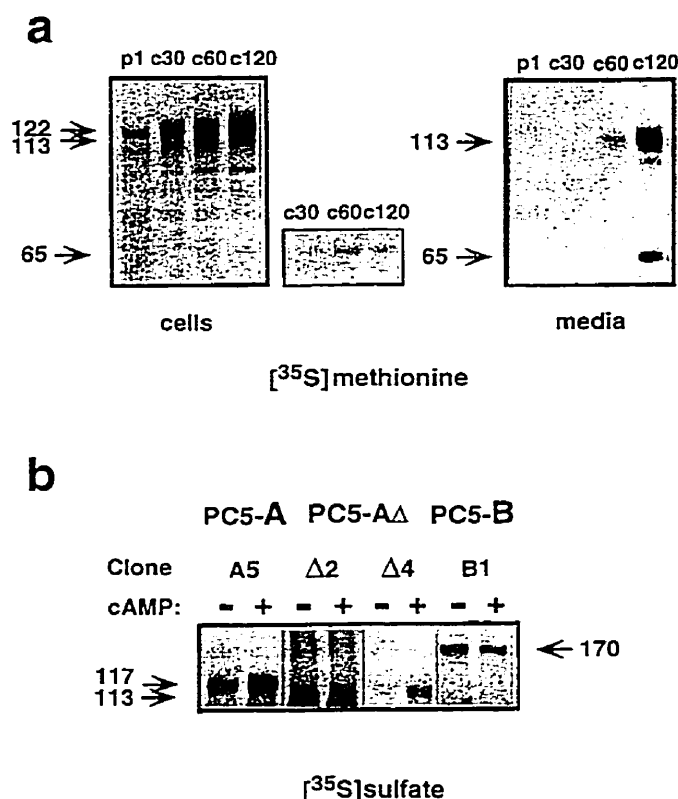 a
p1 c30 c60 c120
122
113
65
cells
c30 c60 c120
p1 c30 c60 c120
113
65
media
[35S]methionine
b
PC5-A PC5-AΔ PC5-B
Clone A5 Δ2 Δ4 B1
cAMP: - + - + - + - +
117
113
170
[35S]sulfate